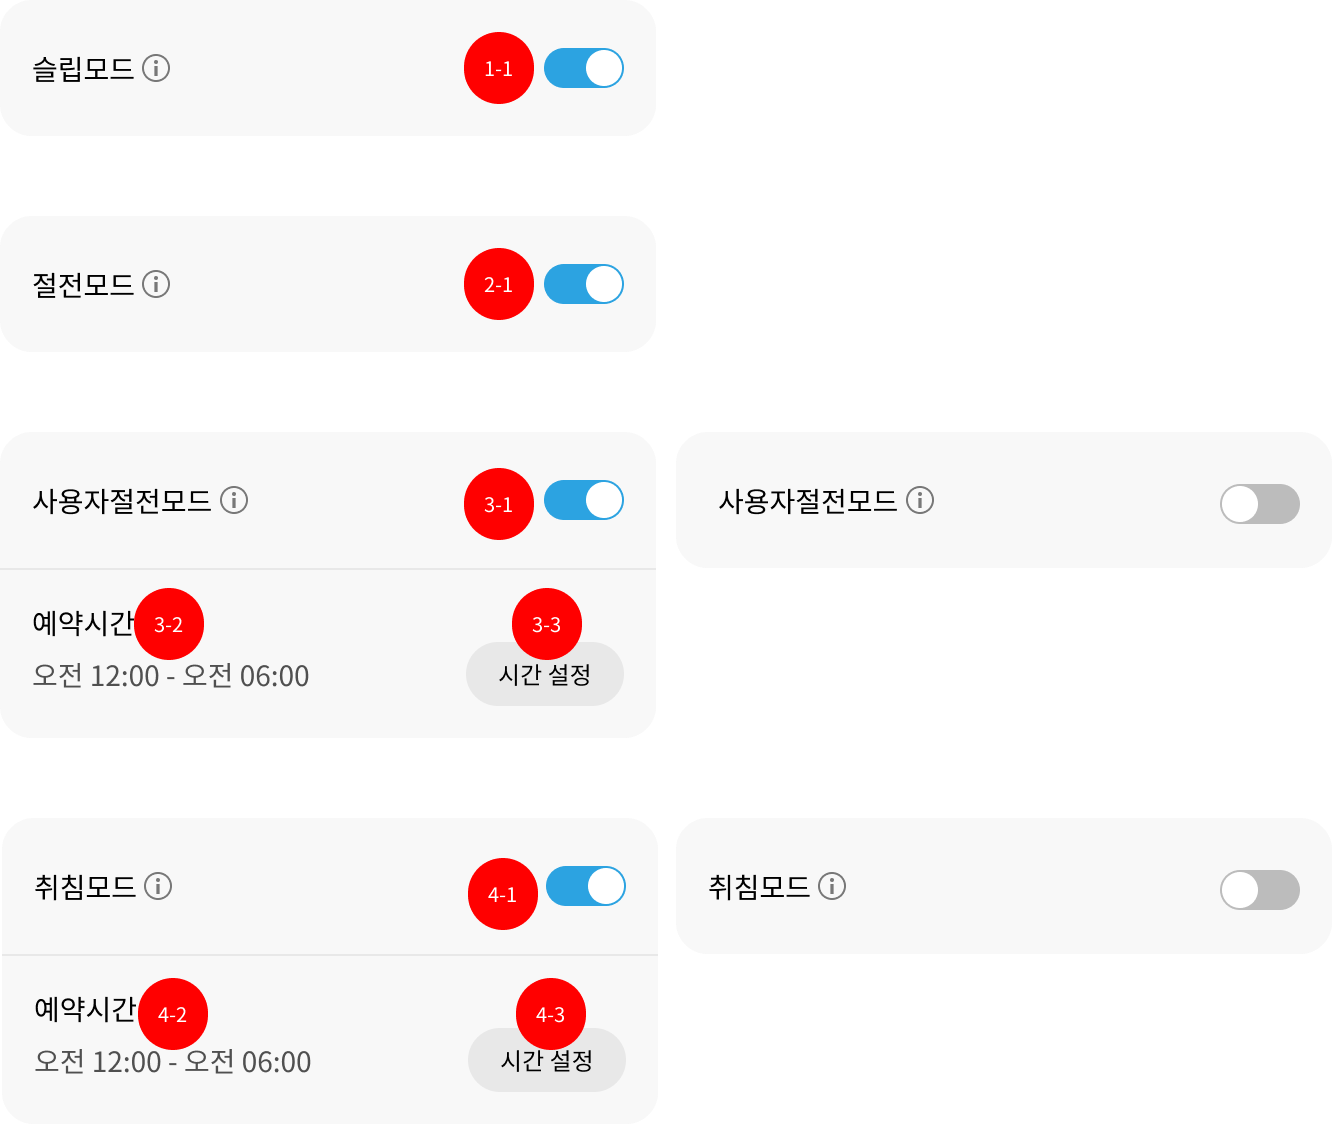 슬립모드
1-1
절전모드
2-1
사용자절전모드
3-1
예약시간
3-2
3-3
오전 12:00 - 오전 06:00
시간 설정
사용자절전모드
취침모드
4-1
예약시간
4-2
4-3
오전 12:00 - 오전 06:00
시간 설정
취침모드